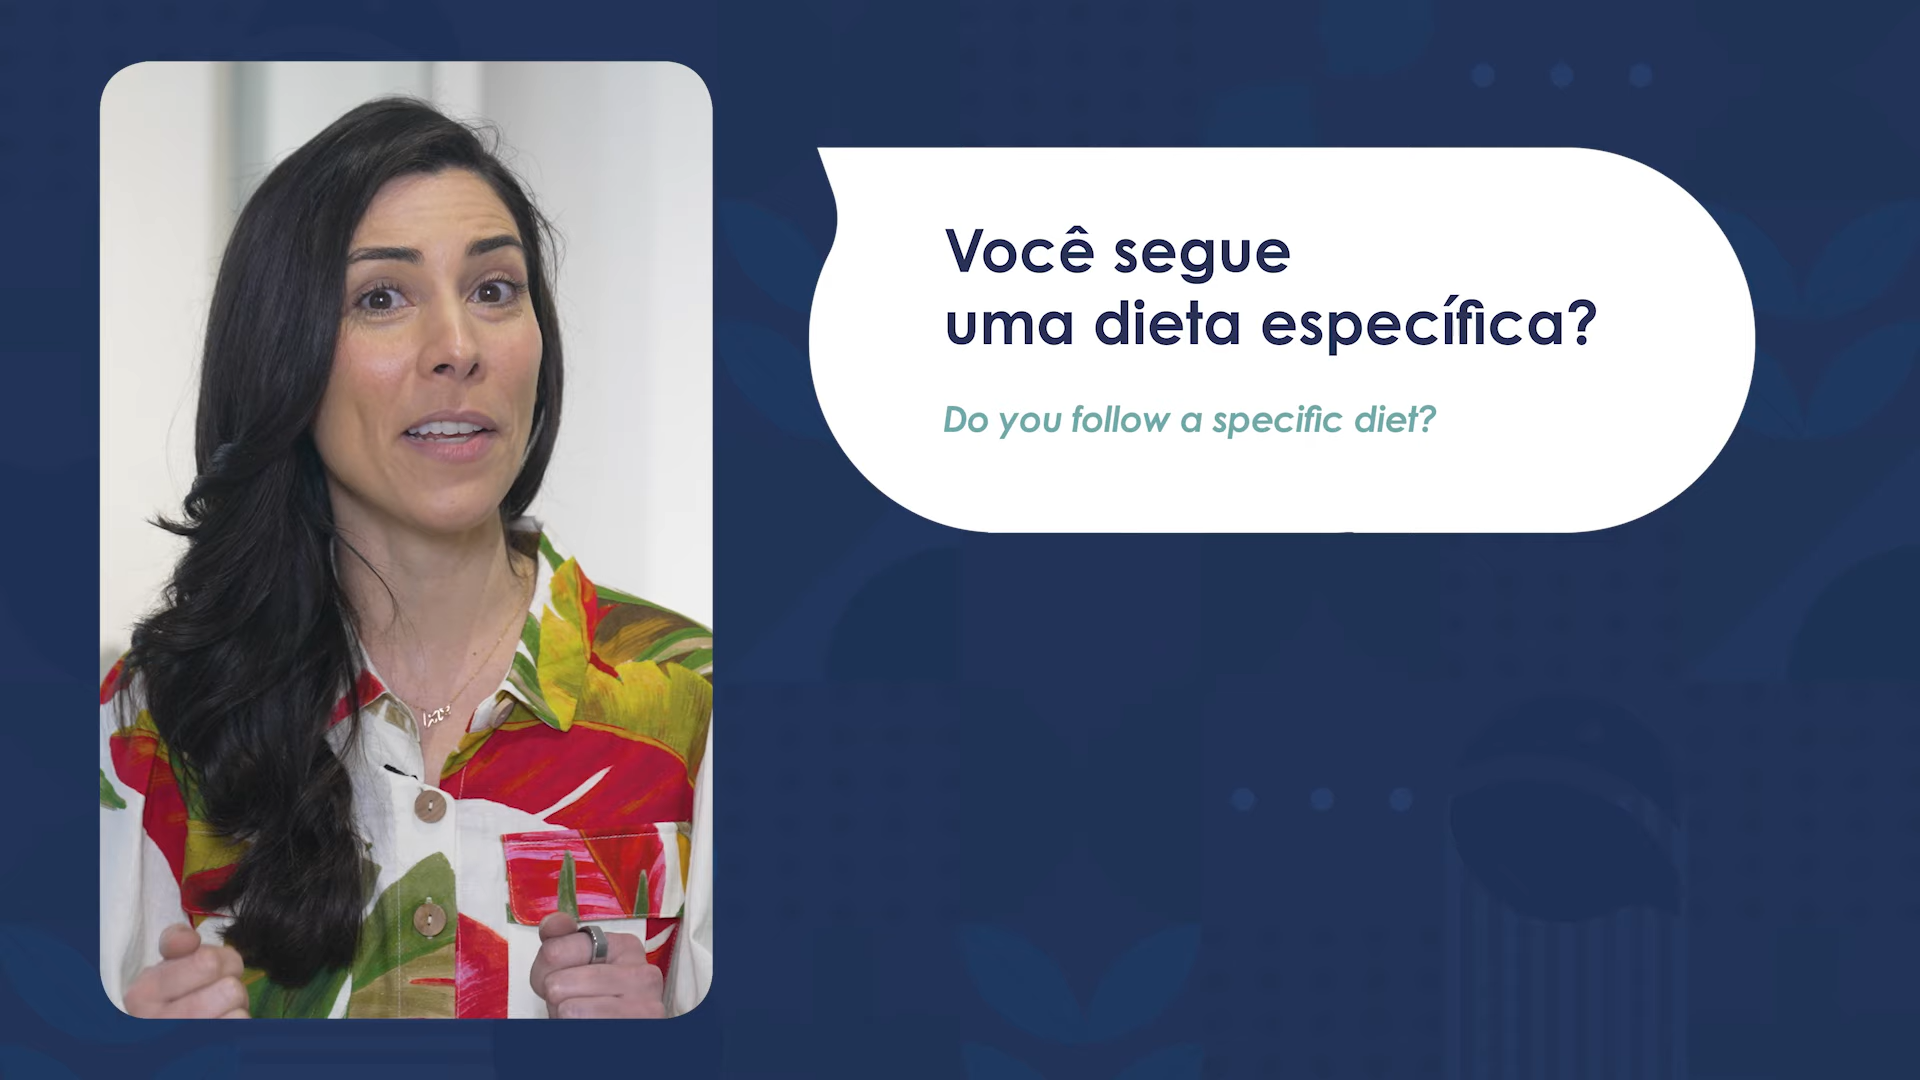 Você segue
uma dieta específica?
Do you follow a specific diet?